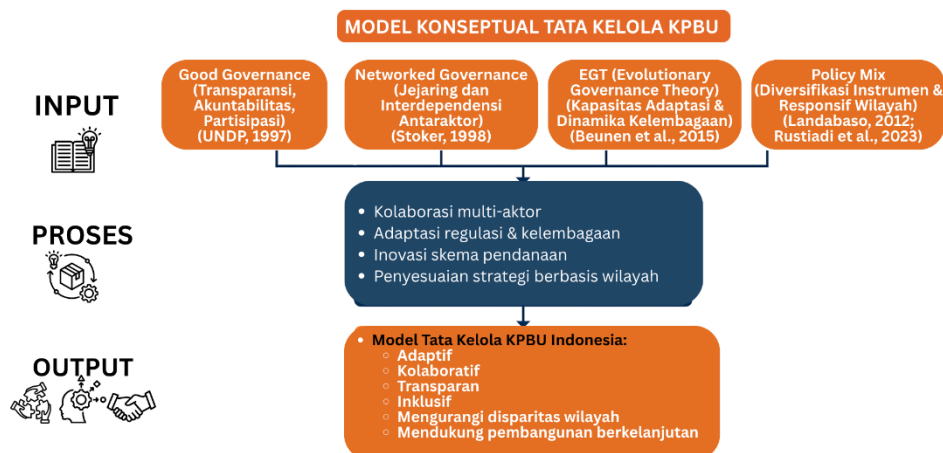 MODEL KONSEPTUAL TATA KELOLA KPBU
INPUT
Good Governance
(Transparansi,
Akuntabilitas,
Partisipasi)
(UNDP, 1997)
Networked Governance
(Jejaring dan
Interdependensi
Antaraktor)
(Stoker, 1998)
EGT (Evolutionary
Governance Theory)
(Kapasitas Adaptasi &
Dinamika Kelembagaan)
(Beunen et al., 2015)
Policy Mix
(Diversifikasi Instrumen &
Responsif Wilayah)
(Landabaso, 2012;
Rustiadi et al., 2023)
PROSES
• Kolaborasi multi-aktor
• Adaptasi regulasi & kelembagaan
• Inovasi skema pendanaan
• Penyesuaian strategi berbasis wilayah
OUTPUT
• Model Tata Kelola KPBU Indonesia:
○ Adaptif
○ Kolaboratif
○ Transparan
○ Inklusif
○ Mengurangi disparitas wilayah
○ Mendukung pembangunan berkelanjutan